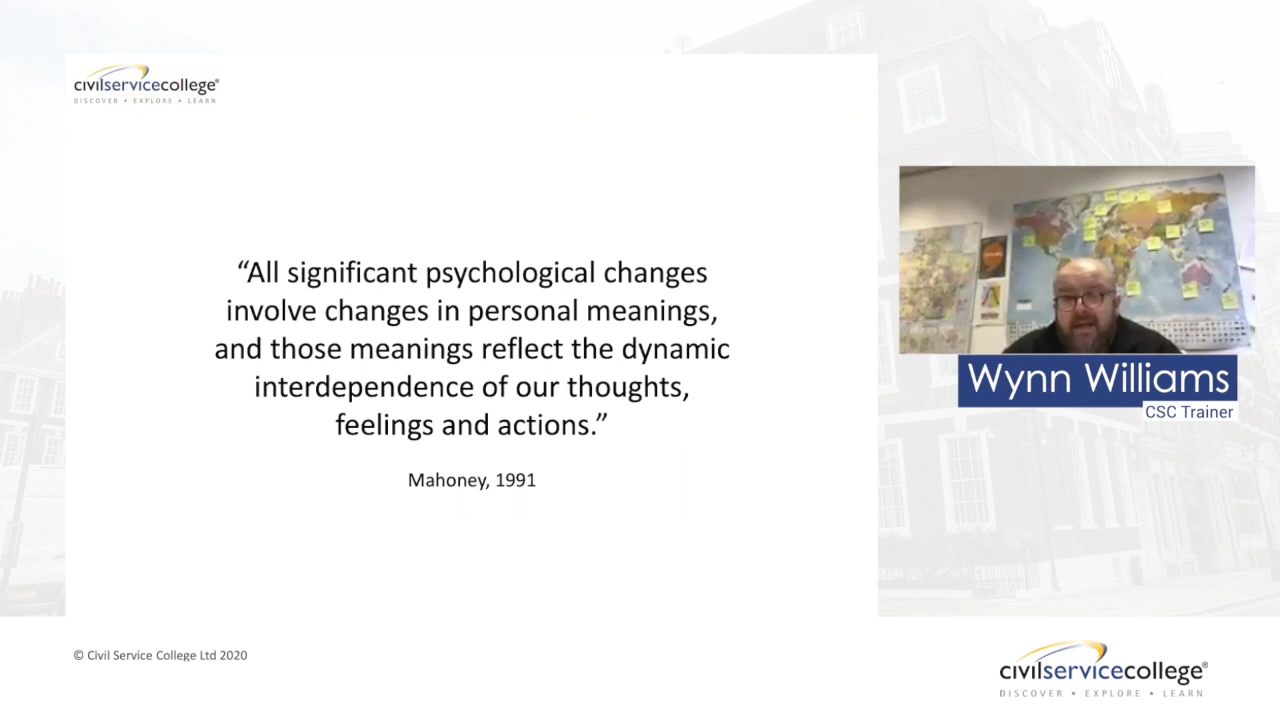 civilservicecollege®
DISCOVER • EXPLORE • LEARN
“All significant psychological changes
involve changes in personal meanings,
and those meanings reflect the dynamic
interdependence of our thoughts,
feelings and actions.”
Mahoney, 1991
Wynn Williams
CSC Trainer
© Civil Service College Ltd 2020
civilservicecollege®
DISCOVER • EXPLORE • LEARN